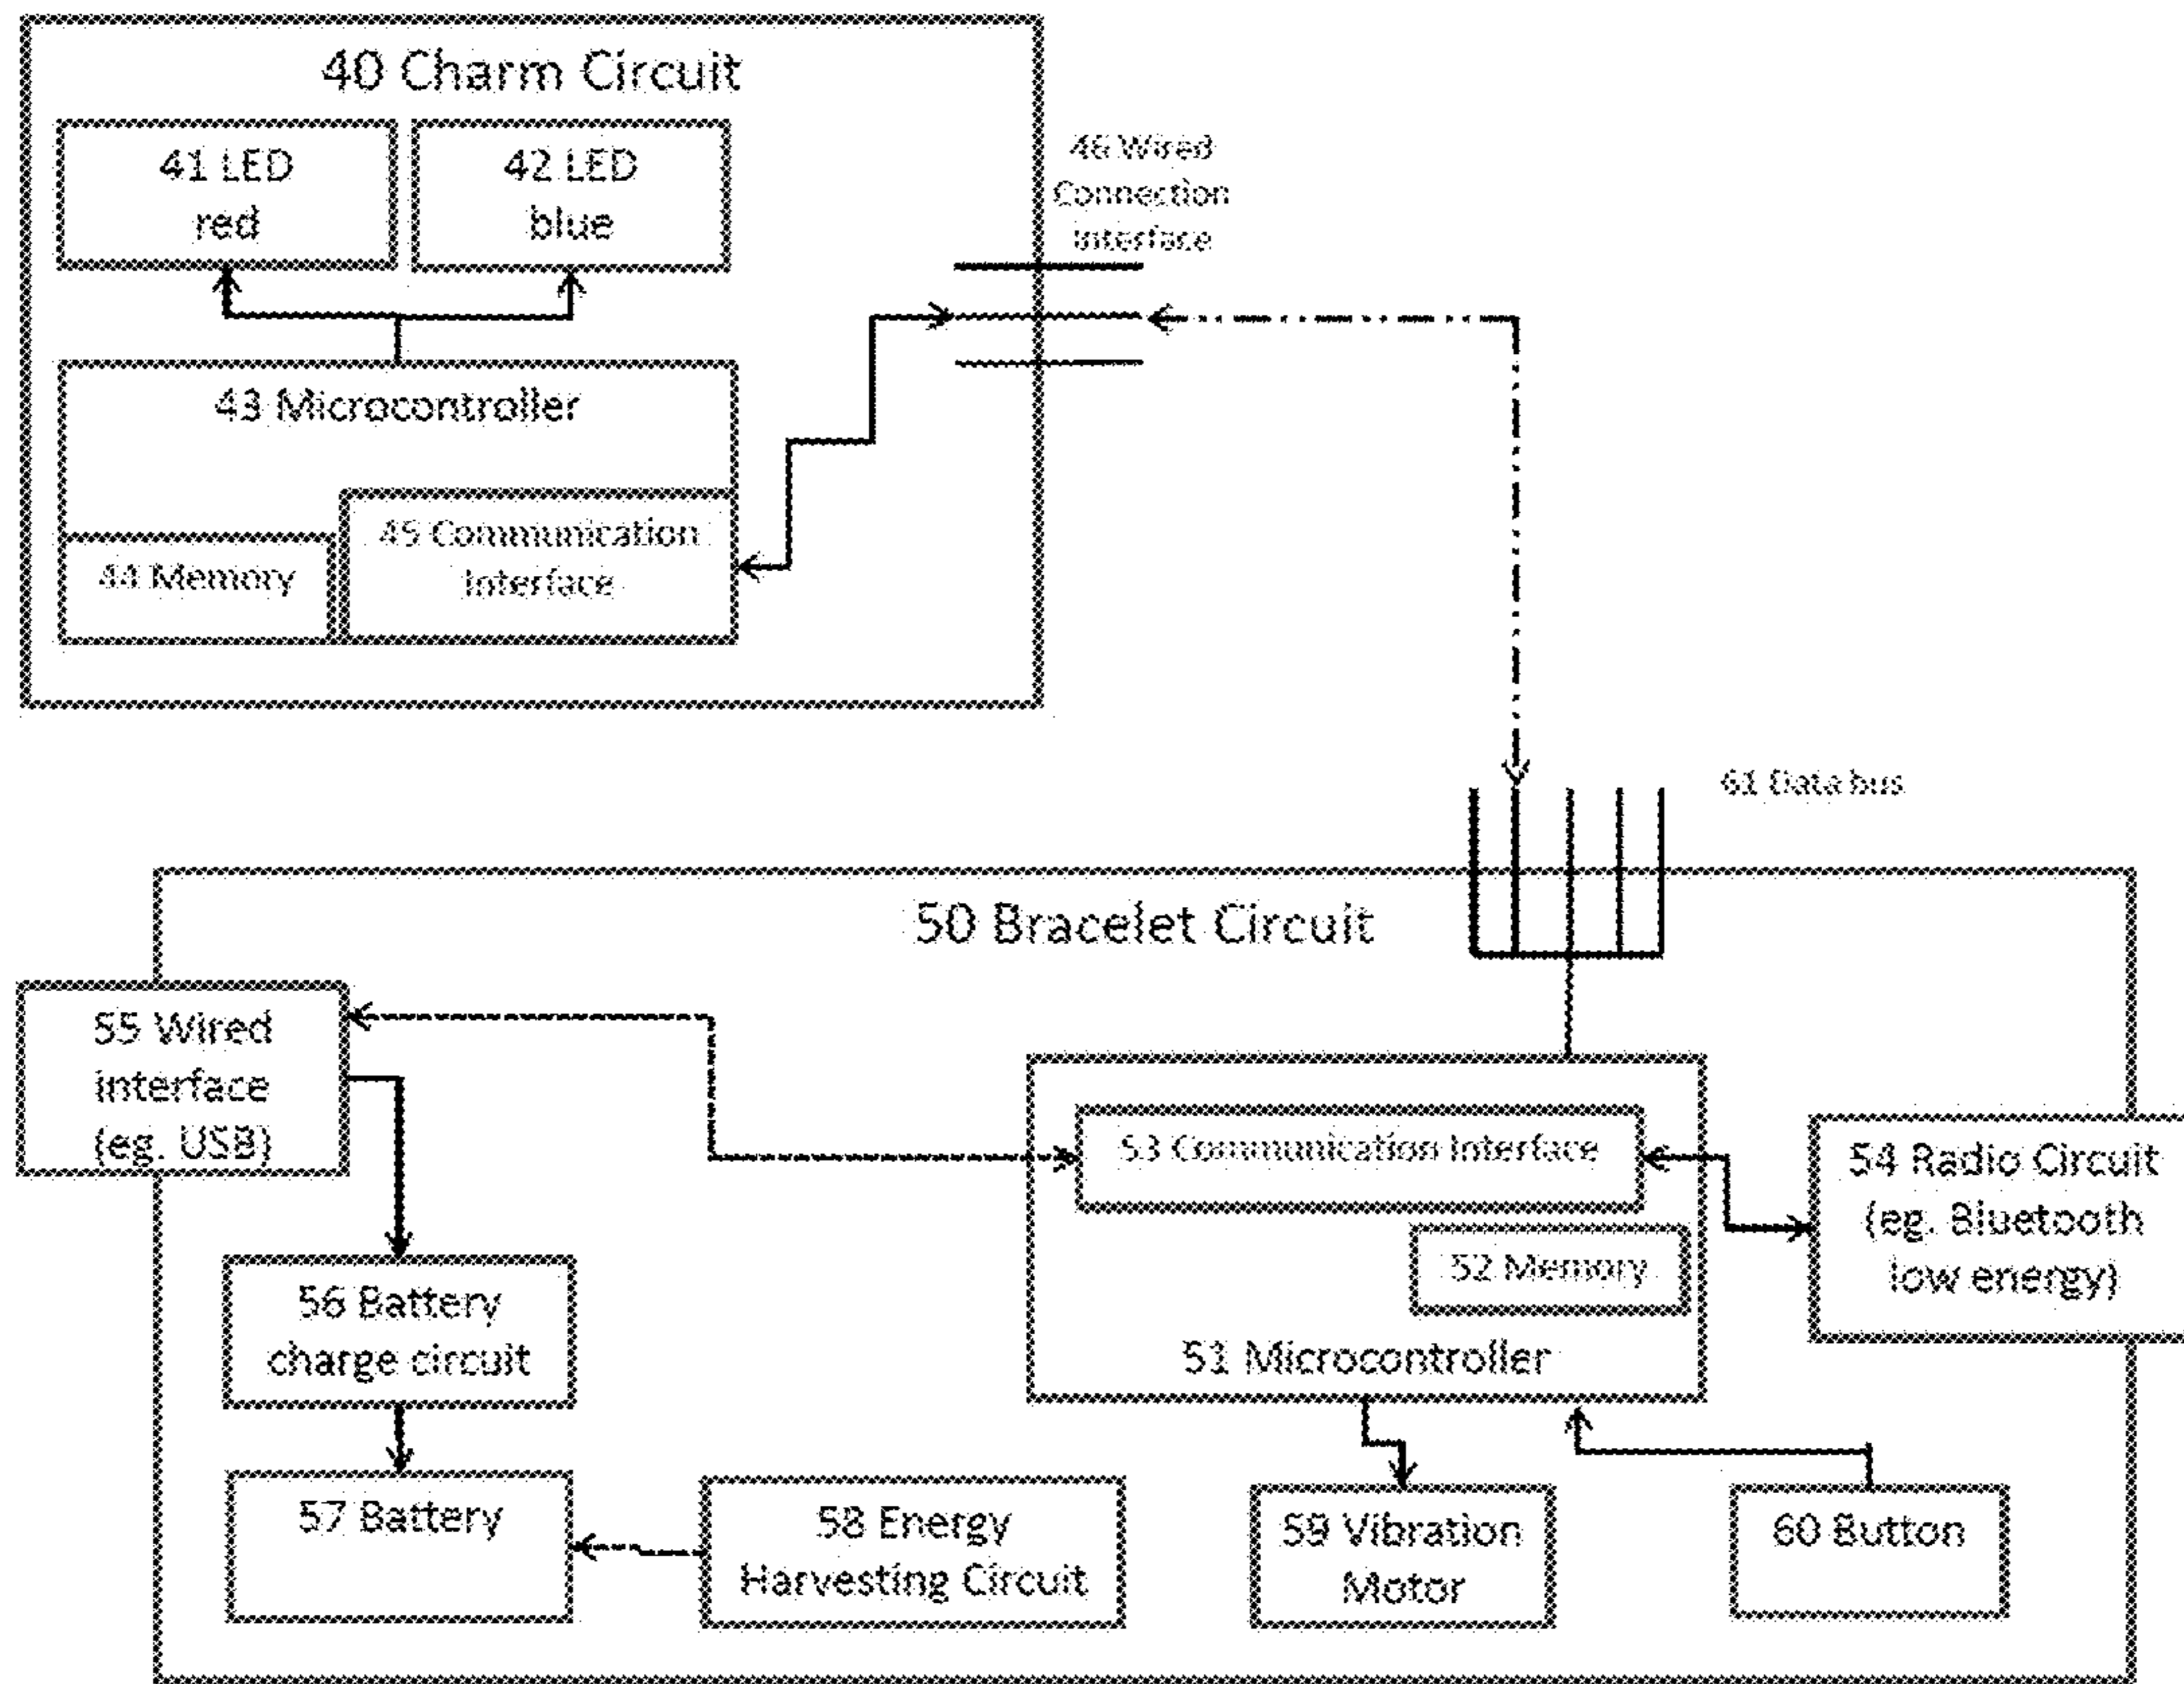 40 Charm Circuit
41 LED
red
42 LED
blue
46 Wired
Connection
Interface
43 Microcontroller
45 Communication
Interface
44 Memory
61 Data bus
50 Bracelet Circuit
55 Wired
interface
(eg. USB)
53 Communication Interface
54 Radio Circuit
(eg. Bluetooth
low energy)
52 Memory
51 Microcontroller
56 Battery
charge circuit
57 Battery
58 Energy
Harvesting Circuit
59 Vibration
Motor
60 Button